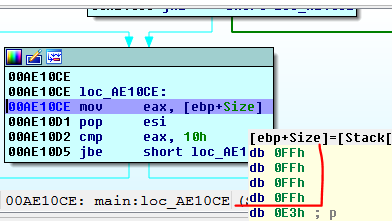 00AE10CE
00AE10CE loc_AE10CE:
00AE10CE mov eax, [ebp+Size]
00AE10D1 pop esi
00AE10D2 cmp eax, 10h
00AE10D5 jbe short loc_AE1
[ebp+Size]=[Stack[
db 0FFh
db 0FFh
db 0FFh
db 0FFh
db 0E3h ; p
00AE10CE: main:loc_AE10CE